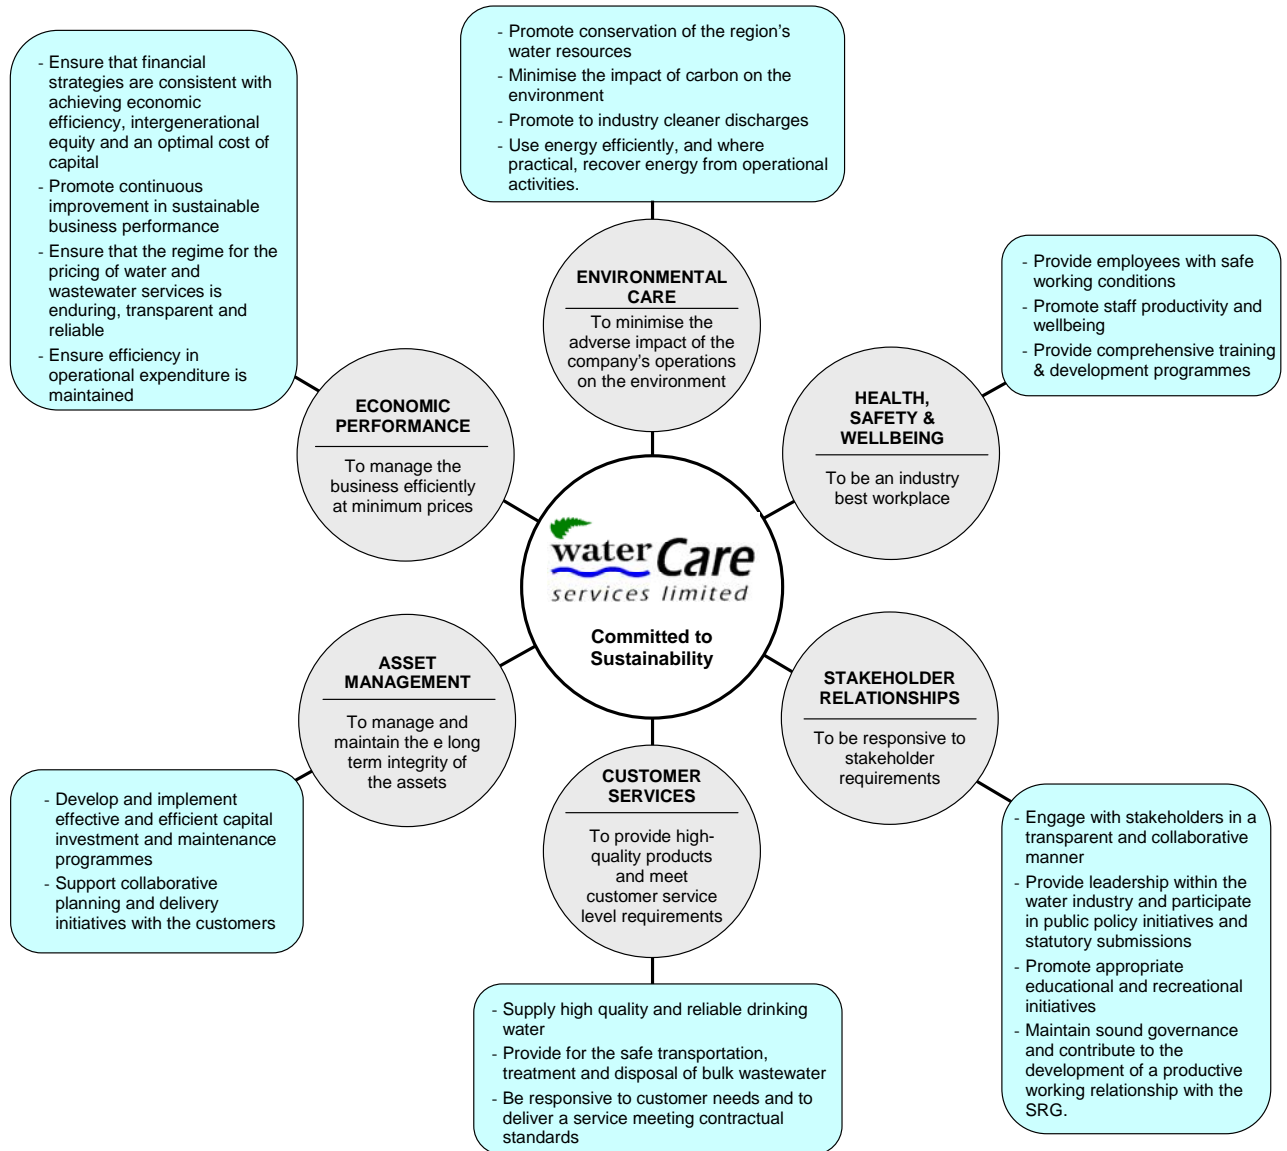 - Ensure that financial
strategies are consistent with
achieving economic
efficiency, intergenerational
equity and an optimal cost of
capital
- Promote continuous
improvement in sustainable
business performance
- Ensure that the regime for the
pricing of water and
wastewater services is
enduring, transparent and
reliable
- Ensure efficiency in
operational expenditure is
maintained
- Promote conservation of the region's
water resources
- Minimise the impact of carbon on the
environment
- Promote to industry cleaner discharges
- Use energy efficiently, and where
practical, recover energy from operational
activities.
- Provide employees with safe
working conditions
- Promote staff productivity and
wellbeing
- Provide comprehensive training
& development programmes
ENVIRONMENTAL
CARE
To minimise the
adverse impact of the
company's operations
on the environment
ECONOMIC
PERFORMANCE
To manage the
business efficiently
at minimum prices
HEALTH,
SAFETY &
WELLBEING
To be an industry
best workplace
water Care
services limited
Committed to
Sustainability
ASSET
MANAGEMENT
To manage and
maintain the e long
term integrity of
the assets
STAKEHOLDER
RELATIONSHIPS
To be responsive to
stakeholder
requirements
CUSTOMER
SERVICES
To provide high-
quality products
and meet
customer service
level requirements
- Develop and implement
effective and efficient capital
investment and maintenance
programmes
- Support collaborative
planning and delivery
initiatives with the customers
- Engage with stakeholders in a
transparent and collaborative
manner
- Provide leadership within the
water industry and participate
in public policy initiatives and
statutory submissions
- Promote appropriate
educational and recreational
initiatives
- Maintain sound governance
and contribute to the
development of a productive
working relationship with the
SRG.
- Supply high quality and reliable drinking
water
- Provide for the safe transportation,
treatment and disposal of bulk wastewater
- Be responsive to customer needs and to
deliver a service meeting contractual
standards